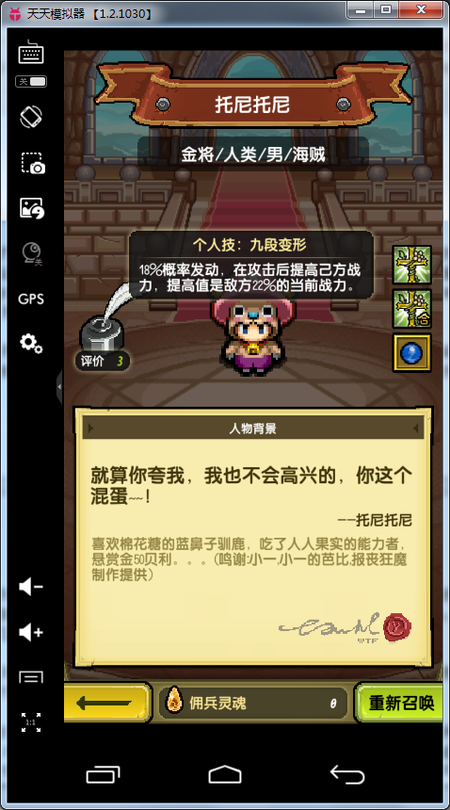 天天模拟器 【1.2.1030】
关
托尼托尼
金将/人类/男/海贼
个人技：九段变形
18%概率发动，在攻击后提高己方战
力，提高值是敌方22%的当前战力。
GPS
评价 3
人物背景
就算你夸我，我也不会高兴的，你这个
混蛋~~!
--托尼托尼
喜欢棉花糖的蓝鼻子驯鹿，吃了人人果实的能力者，
悬赏金50贝利。。。(鸣谢:小一.小一的芭比.报丧狂魔
制作提供)
WTF
佣兵灵魂 0
重新召唤
1:1